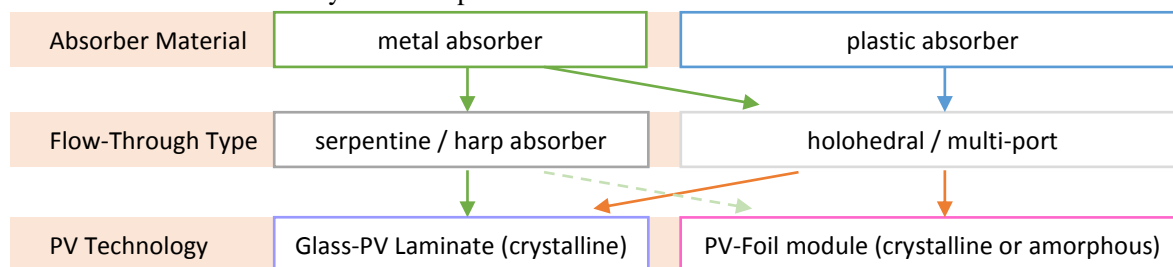 Absorber Material metal absorber plastic absorber
Flow-Through Type serpentine / harp absorber holohedral / multi-port
PV Technology Glass-PV Laminate (crystalline) PV-Foil module (crystalline or amorphous)